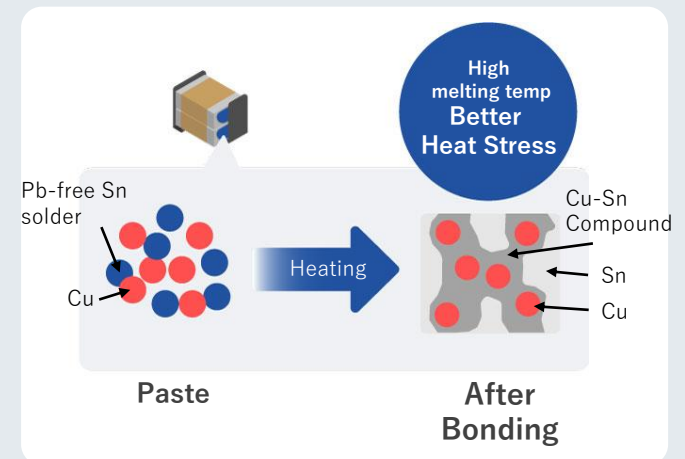 High
melting temp
Better
Heat Stress
Pb-free Sn
solder
Cu
Heating
Cu-Sn
Compound
Sn
Cu
Paste
After
Bonding